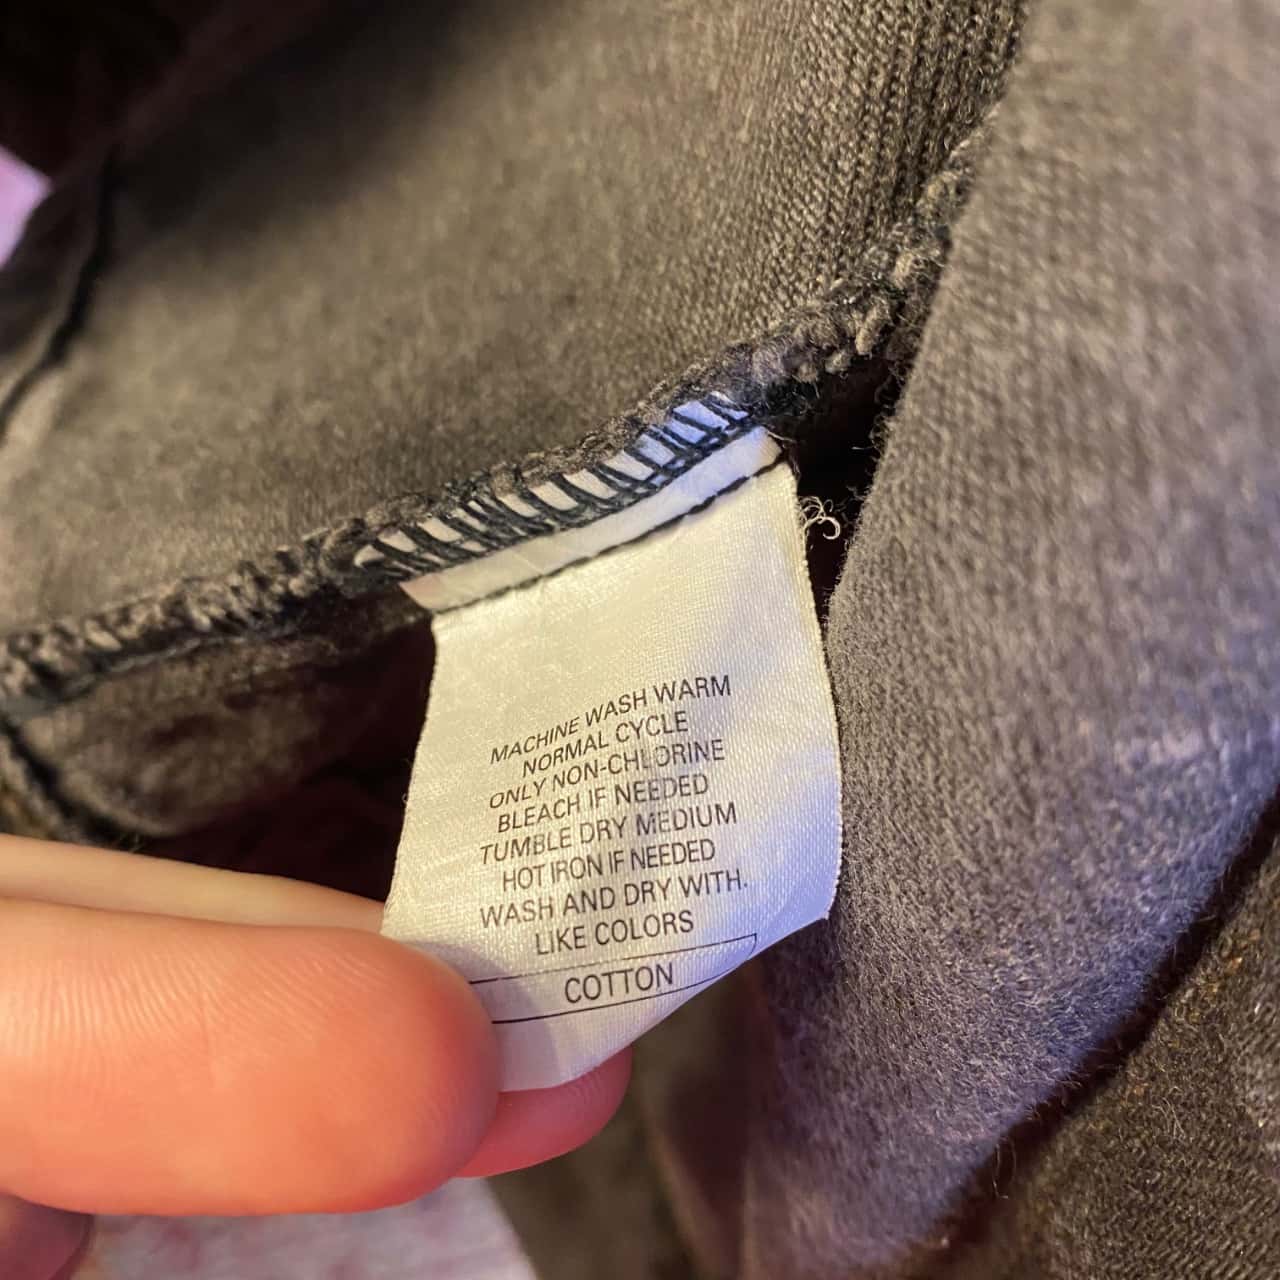 MACHINE WASH WARM
NORMAL CYCLE
ONLY NON-CHLORINE
BLEACH IF NEEDED
TUMBLE DRY MEDIUM
HOT IRON IF NEEDED
WASH AND DRY WITH.
LIKE COLORS
COTTON